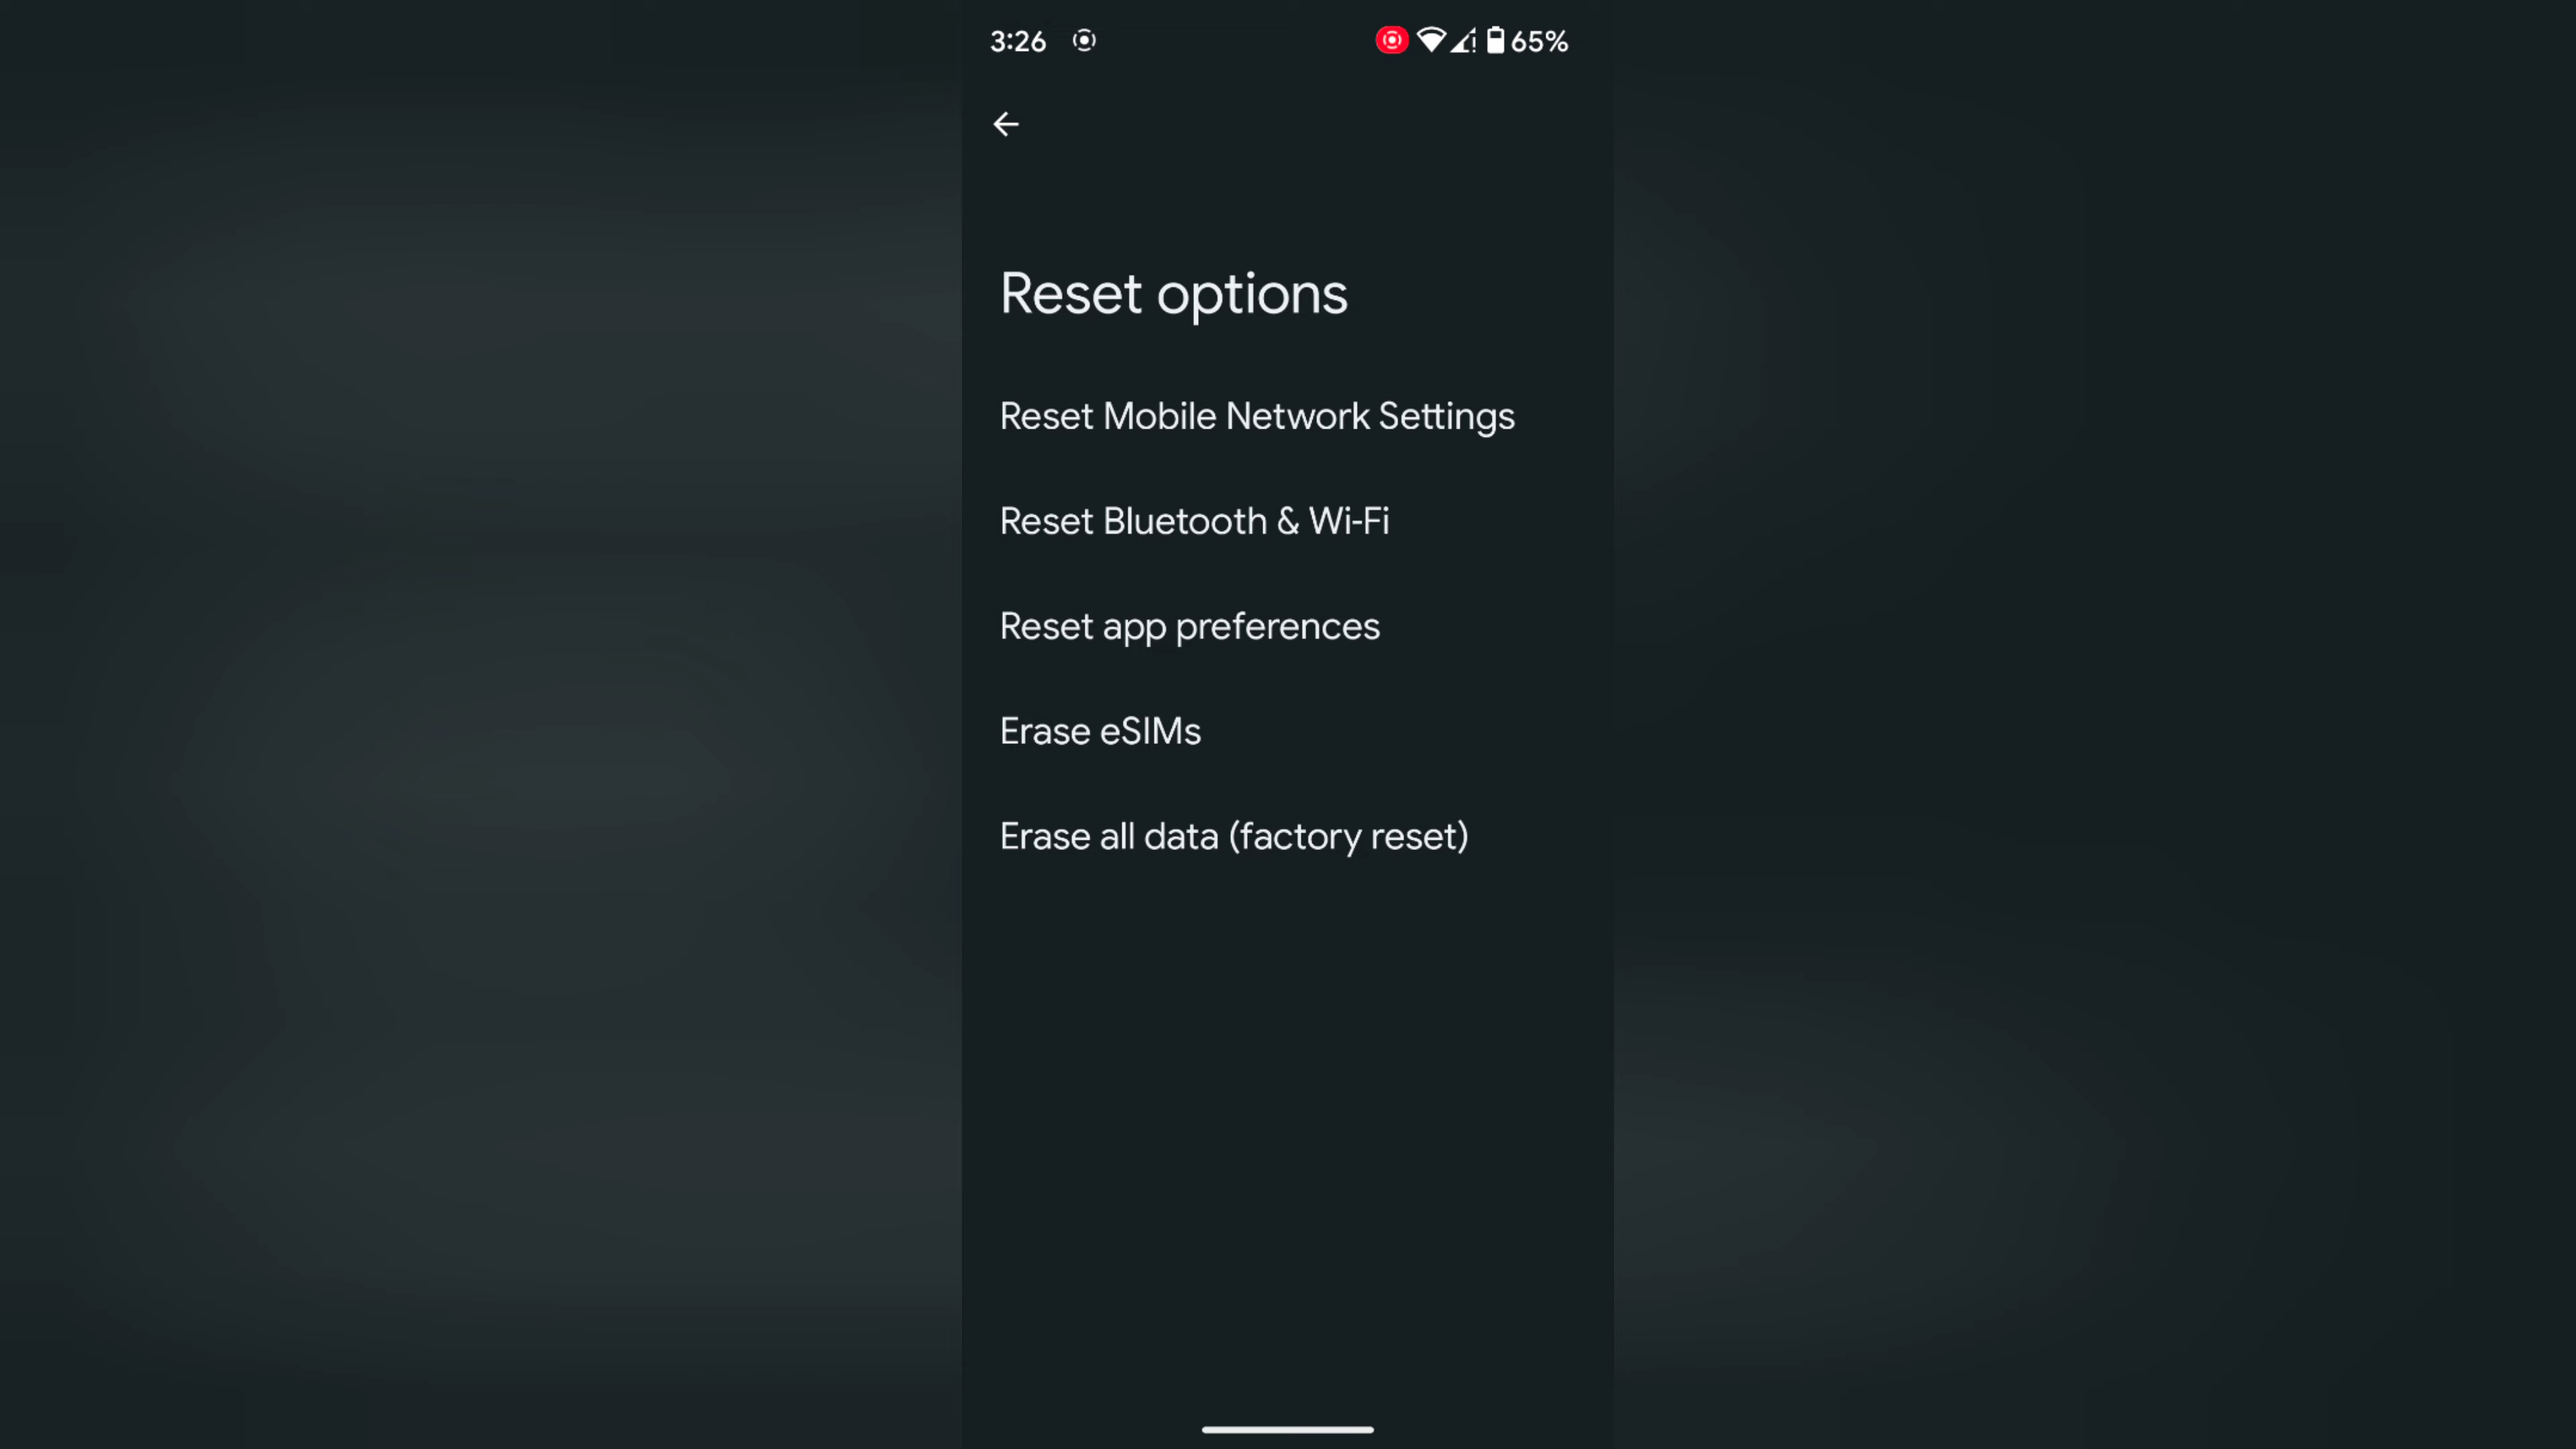 3:26
65%
Reset options
Reset Mobile Network Settings
Reset Bluetooth & Wi-Fi
Reset app preferences
Erase eSIMs
Erase all data (factory reset)